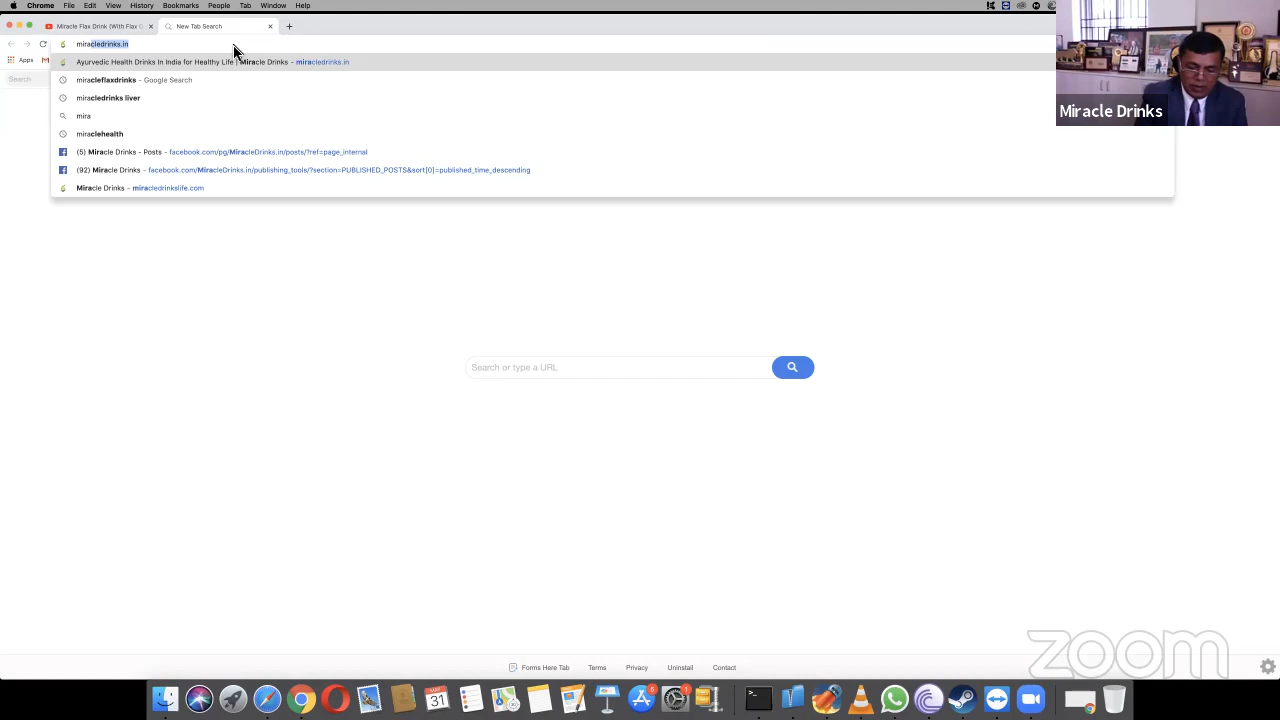 Chrome File Edit View History Bookmarks People Tab Window Help
Miracle Flax Drink (With Flax
New Tab Search
miracledrinks.in
Apps
Search
Ayurvedic Health Drinks In India for Healthy Life | Miracle Drinks – miracledrinks.in
miracleflaxdrinks – Google Search
miracledrinks liver
mira
miraclehealth
(5) Miracle Drinks - Posts – facebook.com/pg/MiracleDrinks.in/posts/?ref=page_internal
(92) Miracle Drinks – facebook.com/MiracleDrinks.in/publishing_tools/?section=PUBLISHED_POSTS&sort[0]=published_time_descending
Miracle Drinks – miracledrinkslife.com
Miracle Drinks
Search or type a URL
zoom
Forms Here Tab Terms Privacy Uninstall Contact
MAY
31